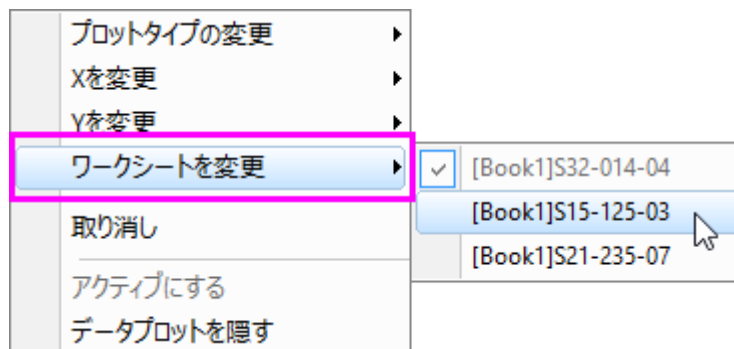 プロットタイプの変更
Xを変更
Yを変更
ワークシートを変更
[Book1]S32-014-04
[Book1]S15-125-03
[Book1]S21-235-07
取り消し
アクティブにする
データプロットを隠す